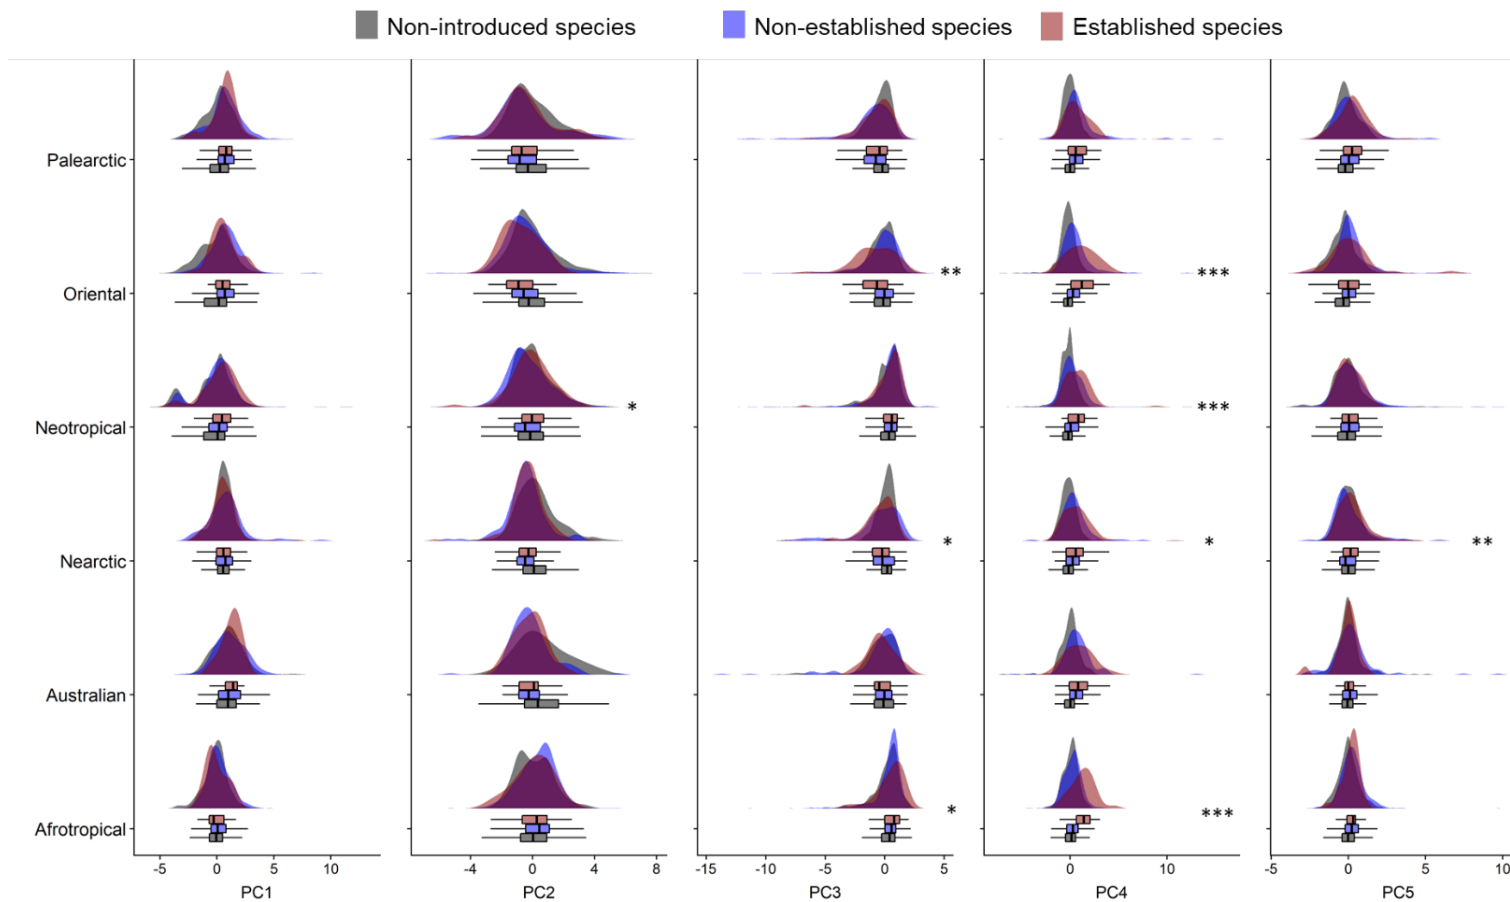 Non-introduced species Non-established species Established species
Palearctic
Oriental
** ***
Neotropical
* ***
Nearctic
* * **
Australian
Afrotropical
* ***
-5 0 5 10 -4 0 4 8 -15 -10 -5 0 5 0 10 -5 0 5 10
PC1 PC2 PC3 PC4 PC5